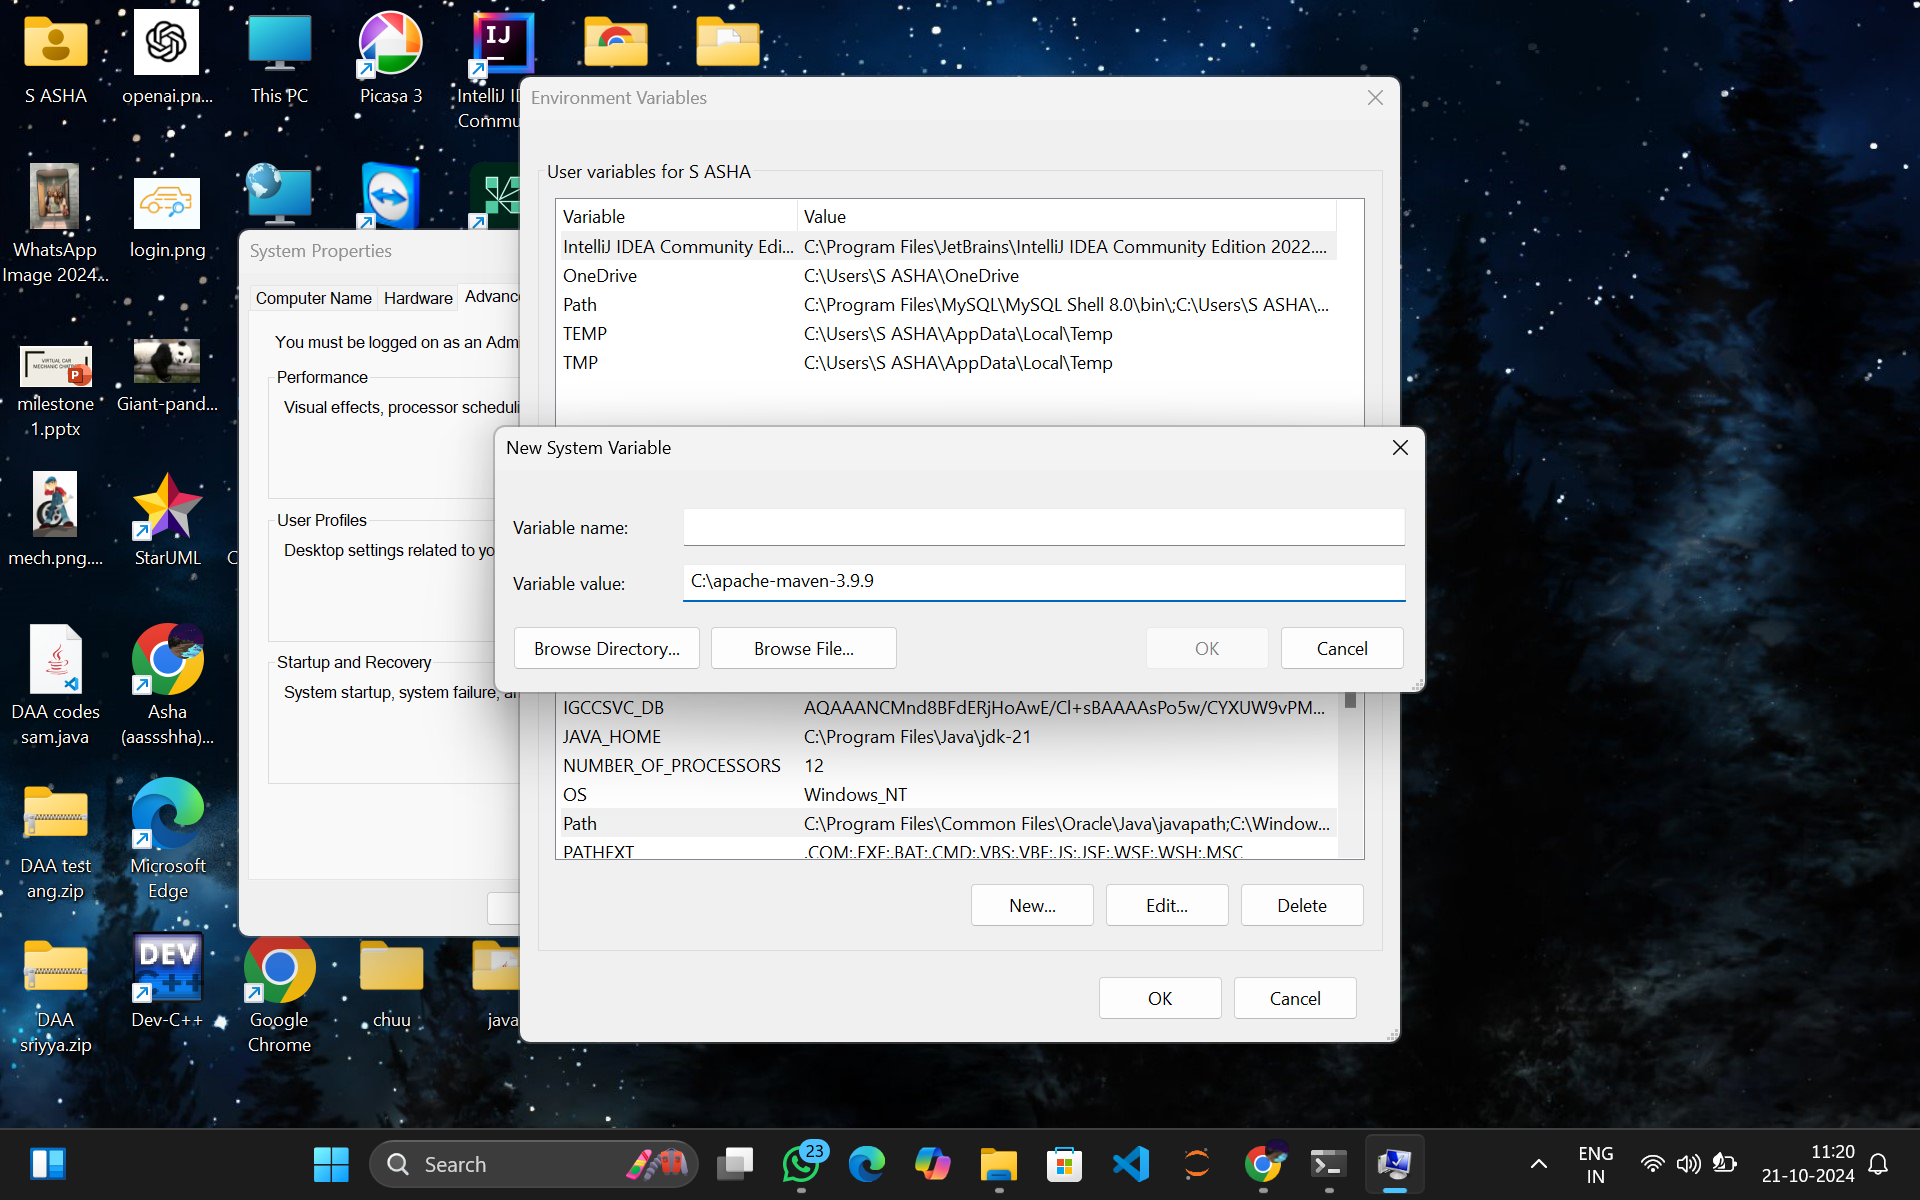 S ASHA
openai.pn...
This PC
Picasa 3
IntelliJ ID
Commu
WhatsApp
Image 2024...
login.png
milestone
1.pptx
VIRTUAL CAR
Giant-pand...
mech.png....
StarUML
C
DAA codes
sam.java
Asha
(aassshha)...
DAA test
ang.zip
Microsoft
Edge
DAA
sriyya.zip
DEV
C++
Dev-C++
Google
Chrome
chuu
java
System Properties
Computer Name
Hardware
Advanc
You must be logged on as an Adm
Performance
Visual effects, processor scheduli
User Profiles
Desktop settings related to yo
Startup and Recovery
System startup, system failure, an
Environment Variables
User variables for S ASHA
Variable Value
IntelliJ IDEA Community Edi... C:\Program Files\JetBrains\IntelliJ IDEA Community Edition 2022....
OneDrive C:\Users\S ASHA\OneDrive
Path C:\Program Files\MySQL\MySQL Shell 8.0\bin\;C:\Users\S ASHA\...
TEMP C:\Users\S ASHA\AppData\Local\Temp
TMP C:\Users\S ASHA\AppData\Local\Temp
New System Variable
Variable name:
Variable value: C:\apache-maven-3.9.9
Browse Directory... Browse File... OK Cancel
IGCCSVC_DB AQAAANCMnd8BFdERjHoAwE/Cl+sBAAAAsPo5w/CYXUW9vPM...
JAVA_HOME C:\Program Files\Java\jdk-21
NUMBER_OF_PROCESSORS 12
OS Windows_NT
Path C:\Program Files\Common Files\Oracle\Java\javapath;C:\Window...
PATHEXT .COM;.EXE;.BAT;.CMD;.VBS;.VBE;.JS;.JSE;.WSF;.WSH;.MSC
New... Edit... Delete
OK Cancel
Search
23
ENG
IN
11:20
21-10-2024